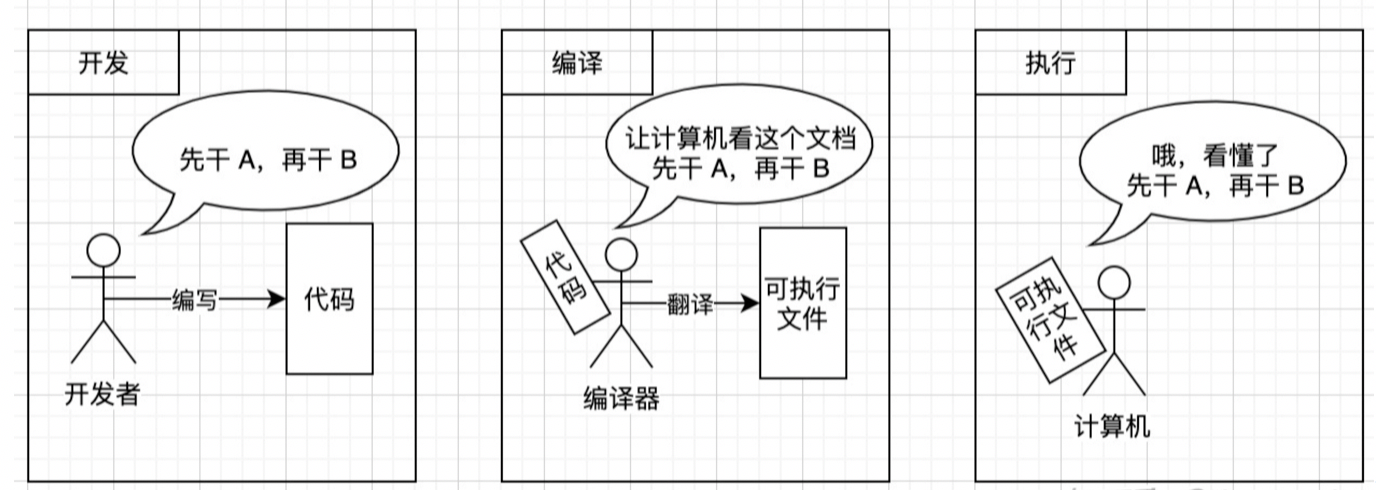 开发
先干 A，再干 B
编写
代码
开发者
编译
让计算机看这个文档
先干 A，再干 B
代
码
翻译
可执行
文件
编译器
执行
哦，看懂了
先干 A，再干 B
可执
行文
件
计算机